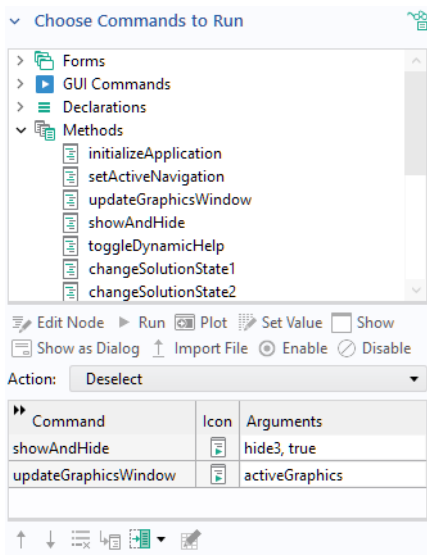 Choose Commands to Run
Forms
GUI Commands
Declarations
Methods
initializeApplication
setActiveNavigation
updateGraphicsWindow
showAndHide
toggleDynamicHelp
changeSolutionState1
changeSolutionState2
Edit Node Run Plot Set Value Show
Show as Dialog Import File Enable Disable
Action: Deselect
Command Icon Arguments
showAndHide hide3, true
updateGraphicsWindow activeGraphics